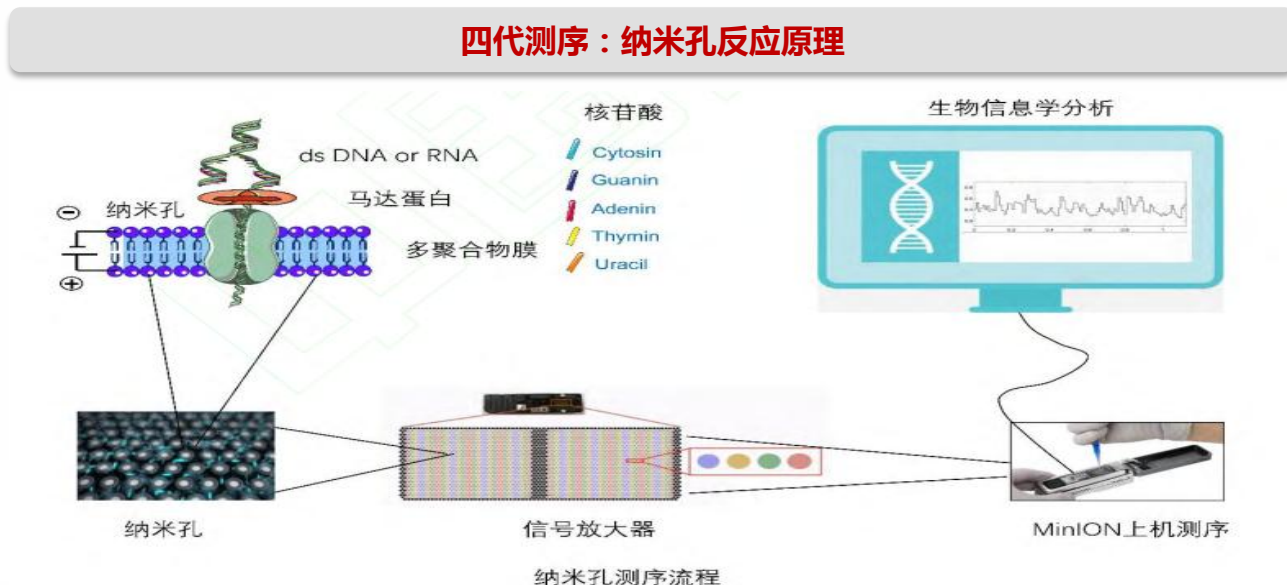 四代测序：纳米孔反应原理
核苷酸
生物信息学分析
ds DNA or RNA
Cytosin
Guanin
马达蛋白
Adenin
纳米孔
Thymin
多聚合物膜
Uracil
纳米孔
信号放大器
MinION上机测序
纳米孔测序流程